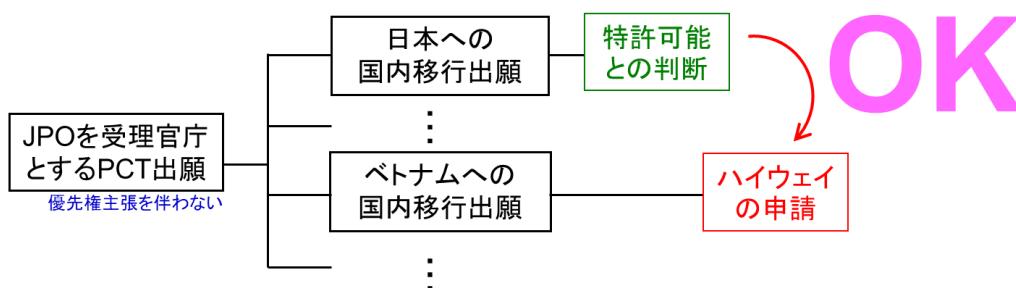 日本への
国内移行出願
特許可能
との判断
OK
JPOを受理官庁
とするPCT出願
優先権主張を伴わない
ベトナムへの
国内移行出願
ハイウェイ
の申請